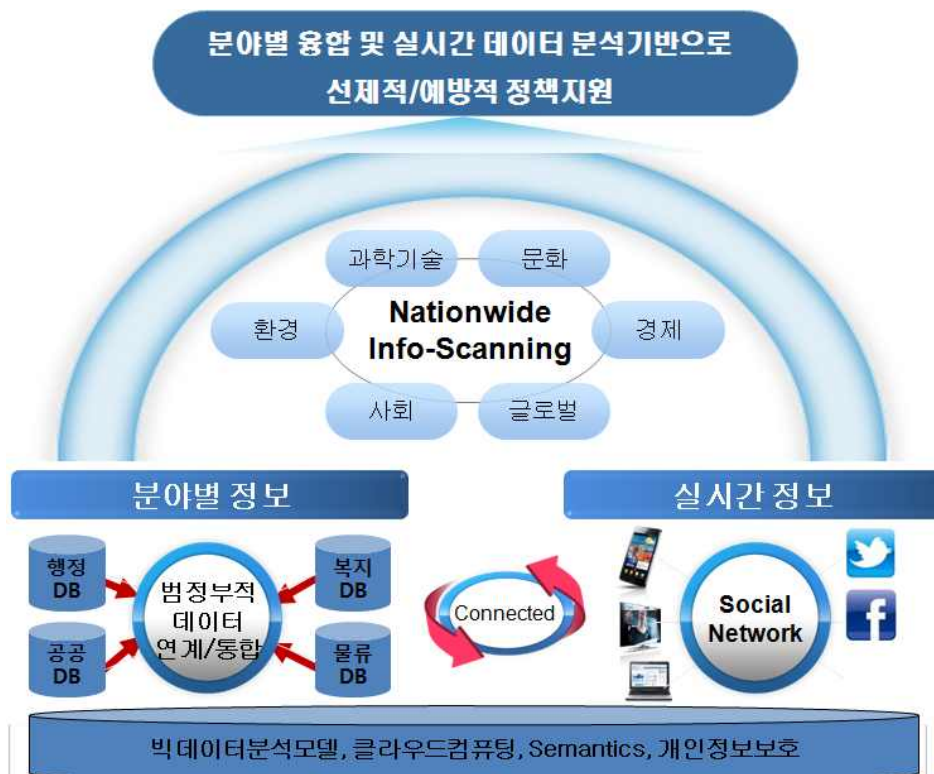 분야별 융합 및 실시간 데이터 분석기반으로
선제적/예방적 정책지원
과학기술
문화
환경
Nationwide
Info-Scanning
경제
사회
글로벌
분야별 정보
실시간 정보
행정
DB
복지
DB
범정부적
데이터
연계/통합
공공
DB
물류
DB
Connected
Social
Network
빅데이터분석모델, 클라우드컴퓨팅, Semantics, 개인정보보호